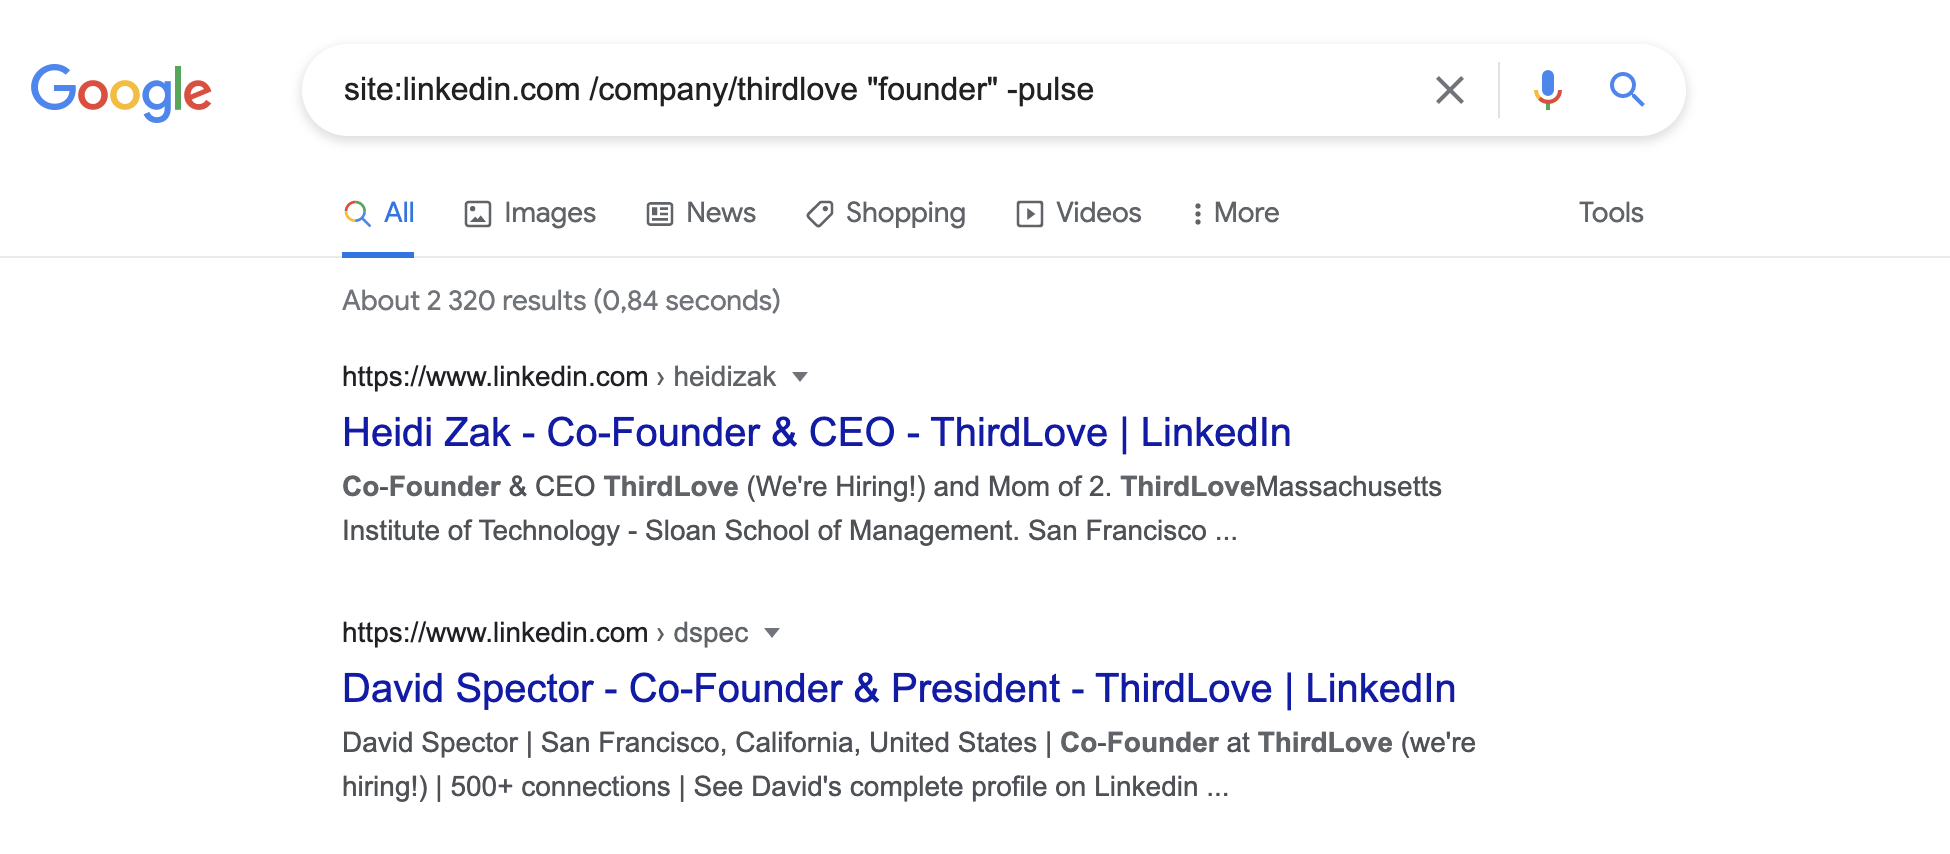 Google
site:linkedin.com /company/thirdlove "founder" -pulse
All Images News Shopping Videos More Tools
About 2 320 results (0,84 seconds)
https://www.linkedin.com › heidizak
Heidi Zak - Co-Founder & CEO - ThirdLove | LinkedIn
Co-Founder & CEO ThirdLove (We're Hiring!) and Mom of 2. ThirdLoveMassachusetts
Institute of Technology - Sloan School of Management. San Francisco ...
https://www.linkedin.com › dspec
David Spector - Co-Founder & President - ThirdLove | LinkedIn
David Spector | San Francisco, California, United States | Co-Founder at ThirdLove (we're
hiring!) | 500+ connections | See David's complete profile on Linkedin ...